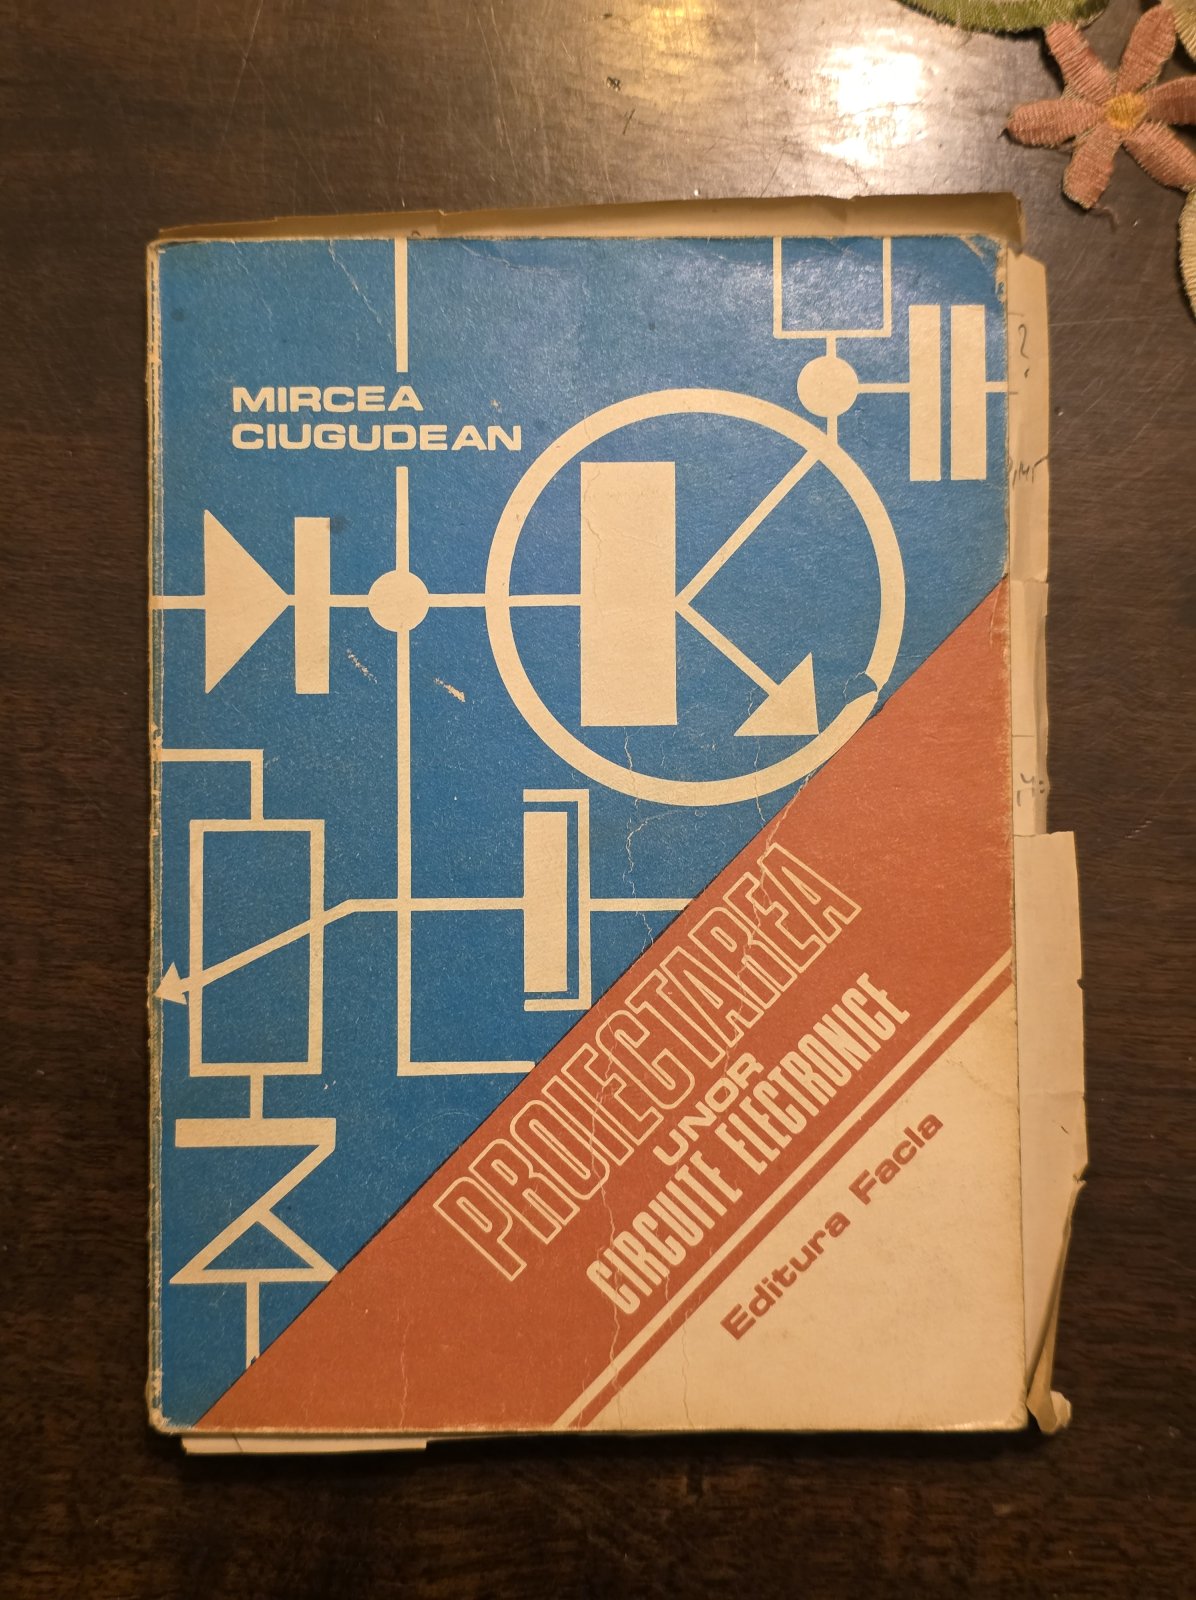 MIRCEA
CIUGUDEAN
PROIECTAREA
UNOR
CIRCUITE ELECTRONICE
Editura Facla